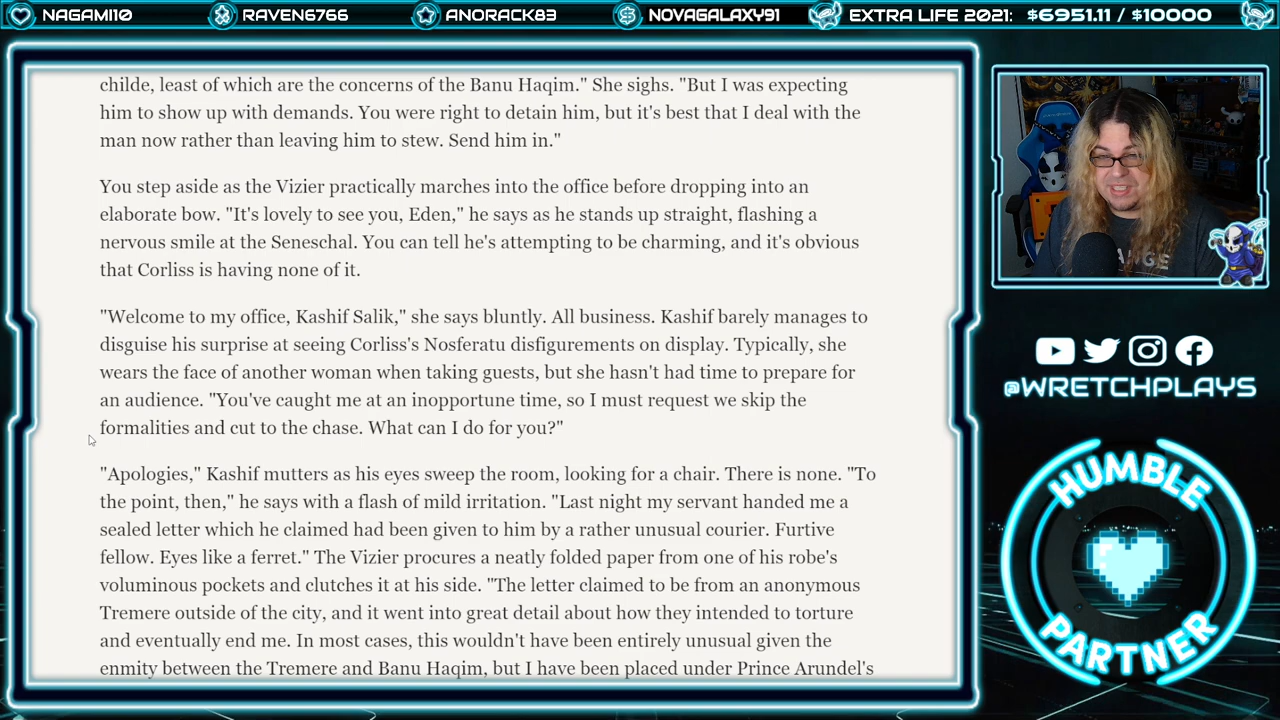 NAGAMI10
RAVEN6766
ANORACK83
NOVAGALAXY91
EXTRA LIFE 2021: $6951.11 / $10000
childe, least of which are the concerns of the Banu Haqim." She sighs. "But I was expecting
him to show up with demands. You were right to detain him, but it's best that I deal with the
man now rather than leaving him to stew. Send him in."
You step aside as the Vizier practically marches into the office before dropping into an
elaborate bow. "It's lovely to see you, Eden," he says as he stands up straight, flashing a
nervous smile at the Seneschal. You can tell he's attempting to be charming, and it's obvious
that Corliss is having none of it.
"Welcome to my office, Kashif Salik," she says bluntly. All business. Kashif barely manages to
disguise his surprise at seeing Corliss's Nosferatu disfigurements on display. Typically, she
wears the face of another woman when taking guests, but she hasn't had time to prepare for
an audience. "You've caught me at an inopportune time, so I must request we skip the
formalities and cut to the chase. What can I do for you?"
"Apologies," Kashif mutters as his eyes sweep the room, looking for a chair. There is none. "To
the point, then," he says with a flash of mild irritation. "Last night my servant handed me a
sealed letter which he claimed had been given to him by a rather unusual courier. Furtive
fellow. Eyes like a ferret." The Vizier procures a neatly folded paper from one of his robe's
voluminous pockets and clutches it at his side. "The letter claimed to be from an anonymous
Tremere outside of the city, and it went into great detail about how they intended to torture
and eventually end me. In most cases, this wouldn't have been entirely unusual given the
enmity between the Tremere and Banu Haqim, but I have been placed under Prince Arundel's
@WRETCHPLAYS
HUMBLE
PARTNER